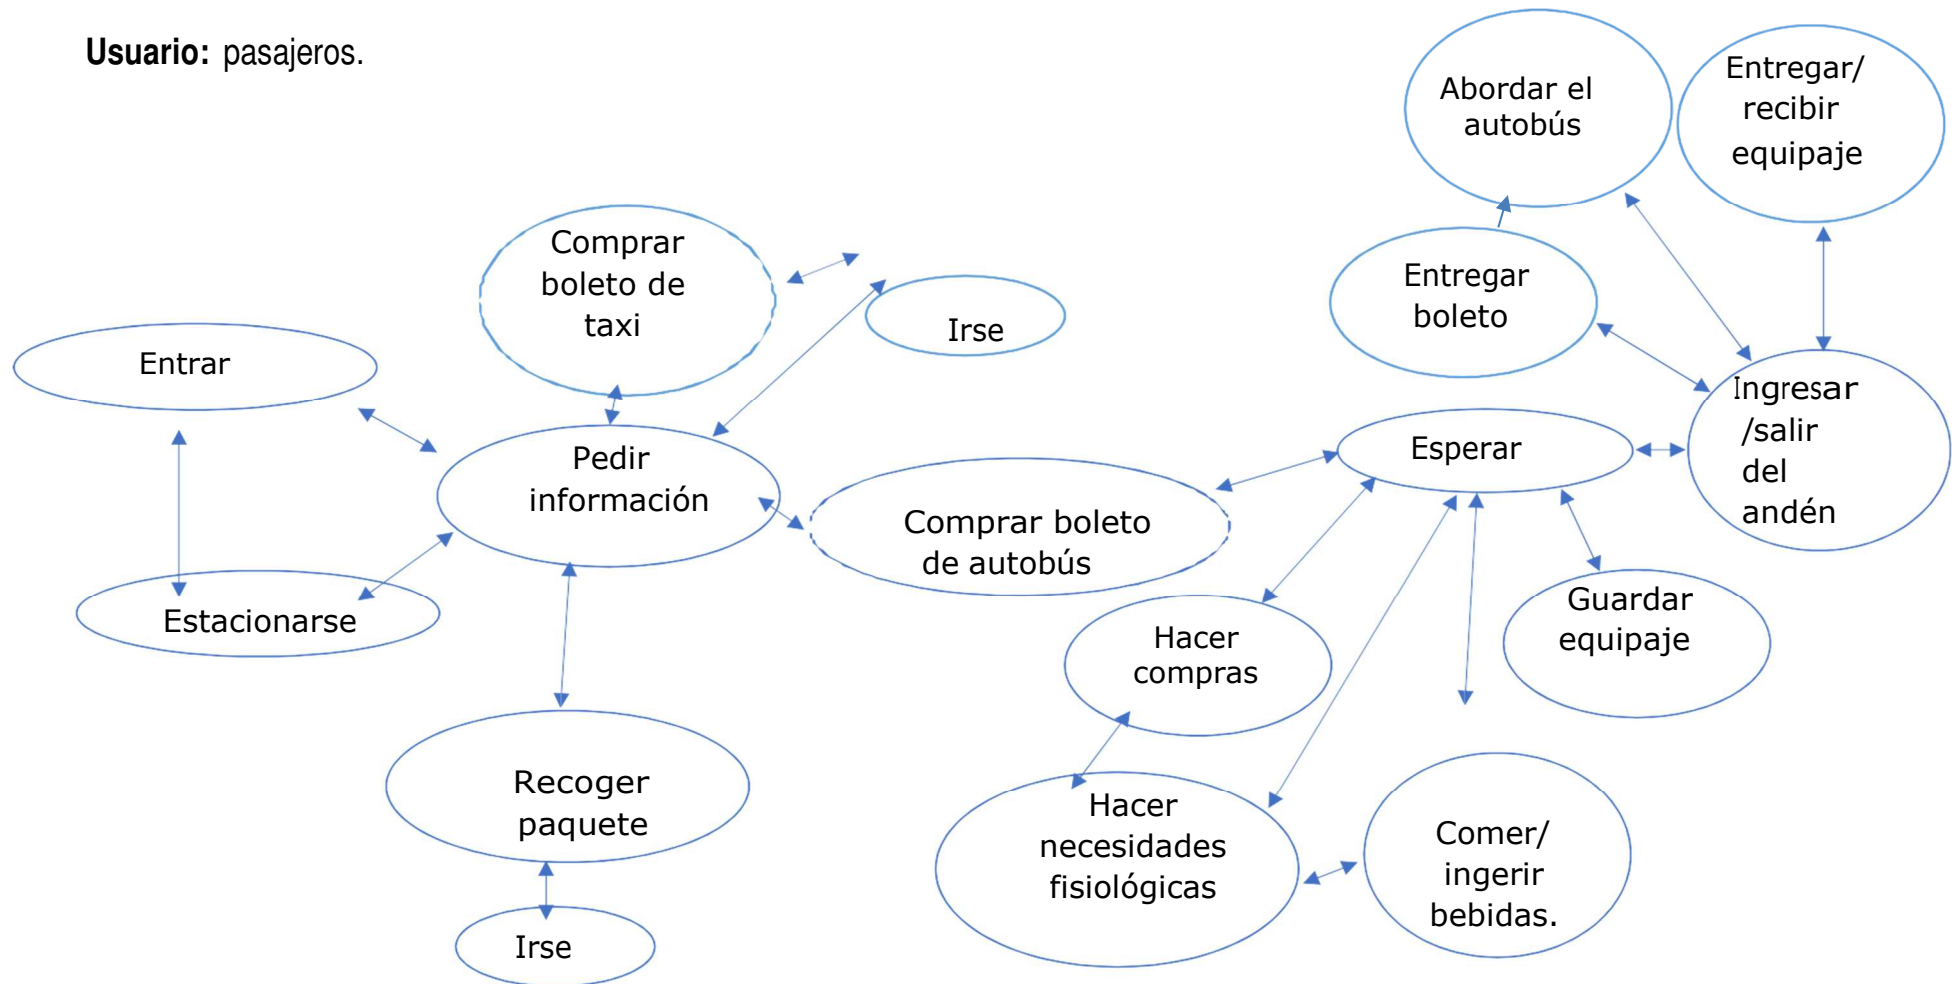 Usuario: pasajeros.
Abordar el
autobús
Entregar/
recibir
equipaje
Comprar
boleto de
taxi
Irse
Entregar
boleto
Entrar
Pedir
información
Esperar
Ingresar
/salir
del
andén
Comprar boleto
de autobús
Estacionarse
Hacer
compras
Guardar
equipaje
Recoger
paquete
Hacer
necesidades
fisiológicas
Comer/
ingerir
bebidas.
Irse